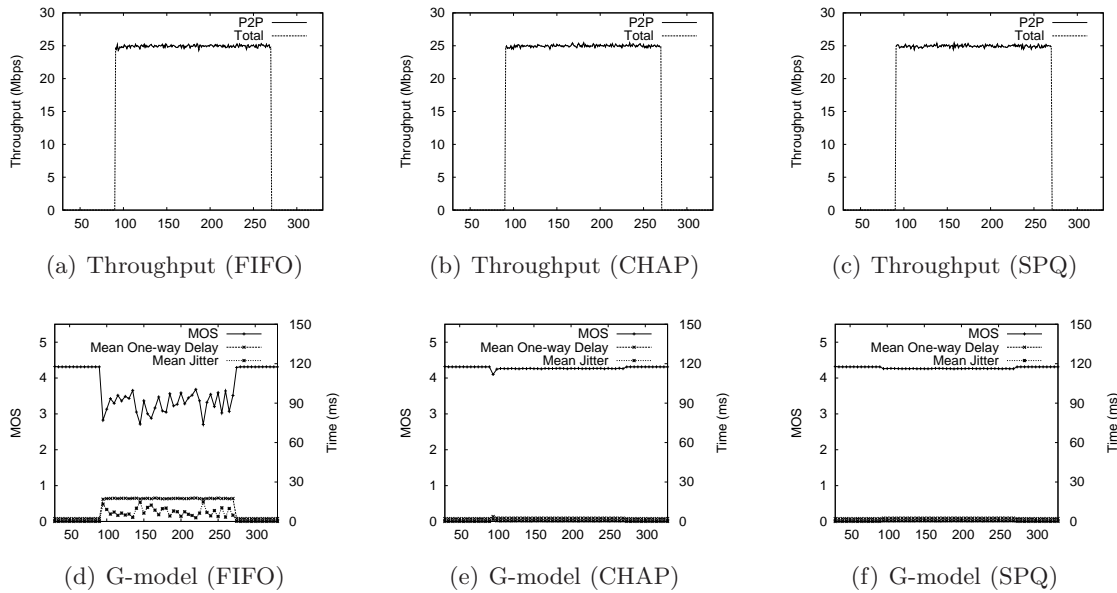 30
25
20
15
10
5
0
Throughput (Mbps)
P2P
Total
50 100 150 200 250 300
(a) Throughput (FIFO)
30
25
20
15
10
5
0
Throughput (Mbps)
P2P
Total
50 100 150 200 250 300
(b) Throughput (CHAP)
30
25
20
15
10
5
0
Throughput (Mbps)
P2P
Total
50 100 150 200 250 300
(c) Throughput (SPQ)
5
4
3
2
1
0
MOS
MOS
Mean One-way Delay
Mean Jitter
150
120
90
60
30
0
Time (ms)
50 100 150 200 250 300
(d) G-model (FIFO)
5
4
3
2
1
0
MOS
MOS
Mean One-way Delay
Mean Jitter
150
120
90
60
30
0
Time (ms)
50 100 150 200 250 300
(e) G-model (CHAP)
5
4
3
2
1
0
MOS
MOS
Mean One-way Delay
Mean Jitter
150
120
90
60
30
0
Time (ms)
50 100 150 200 250 300
(f) G-model (SPQ)